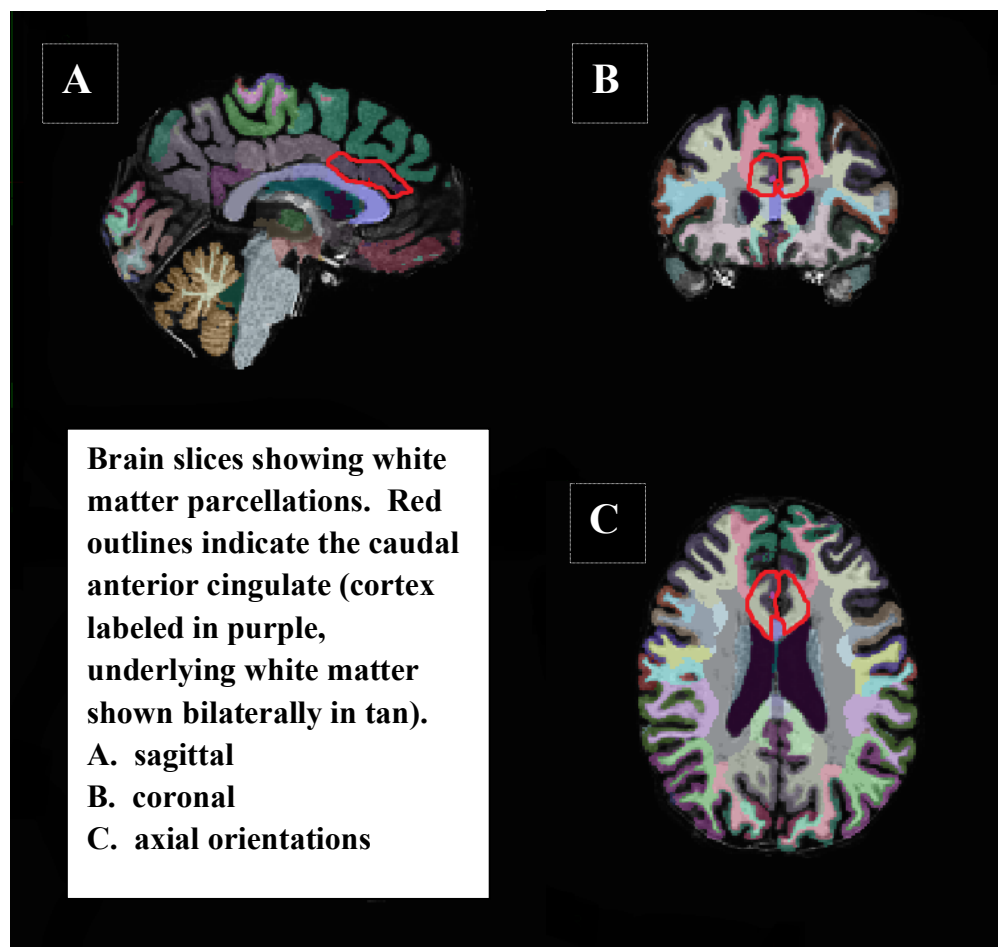 A
B
Brain slices showing white
matter parcellations.  Red
outlines indicate the caudal
anterior cingulate (cortex
labeled in purple,
underlying white matter
shown bilaterally in tan).
A.  sagittal
B.  coronal
C.  axial orientations
C